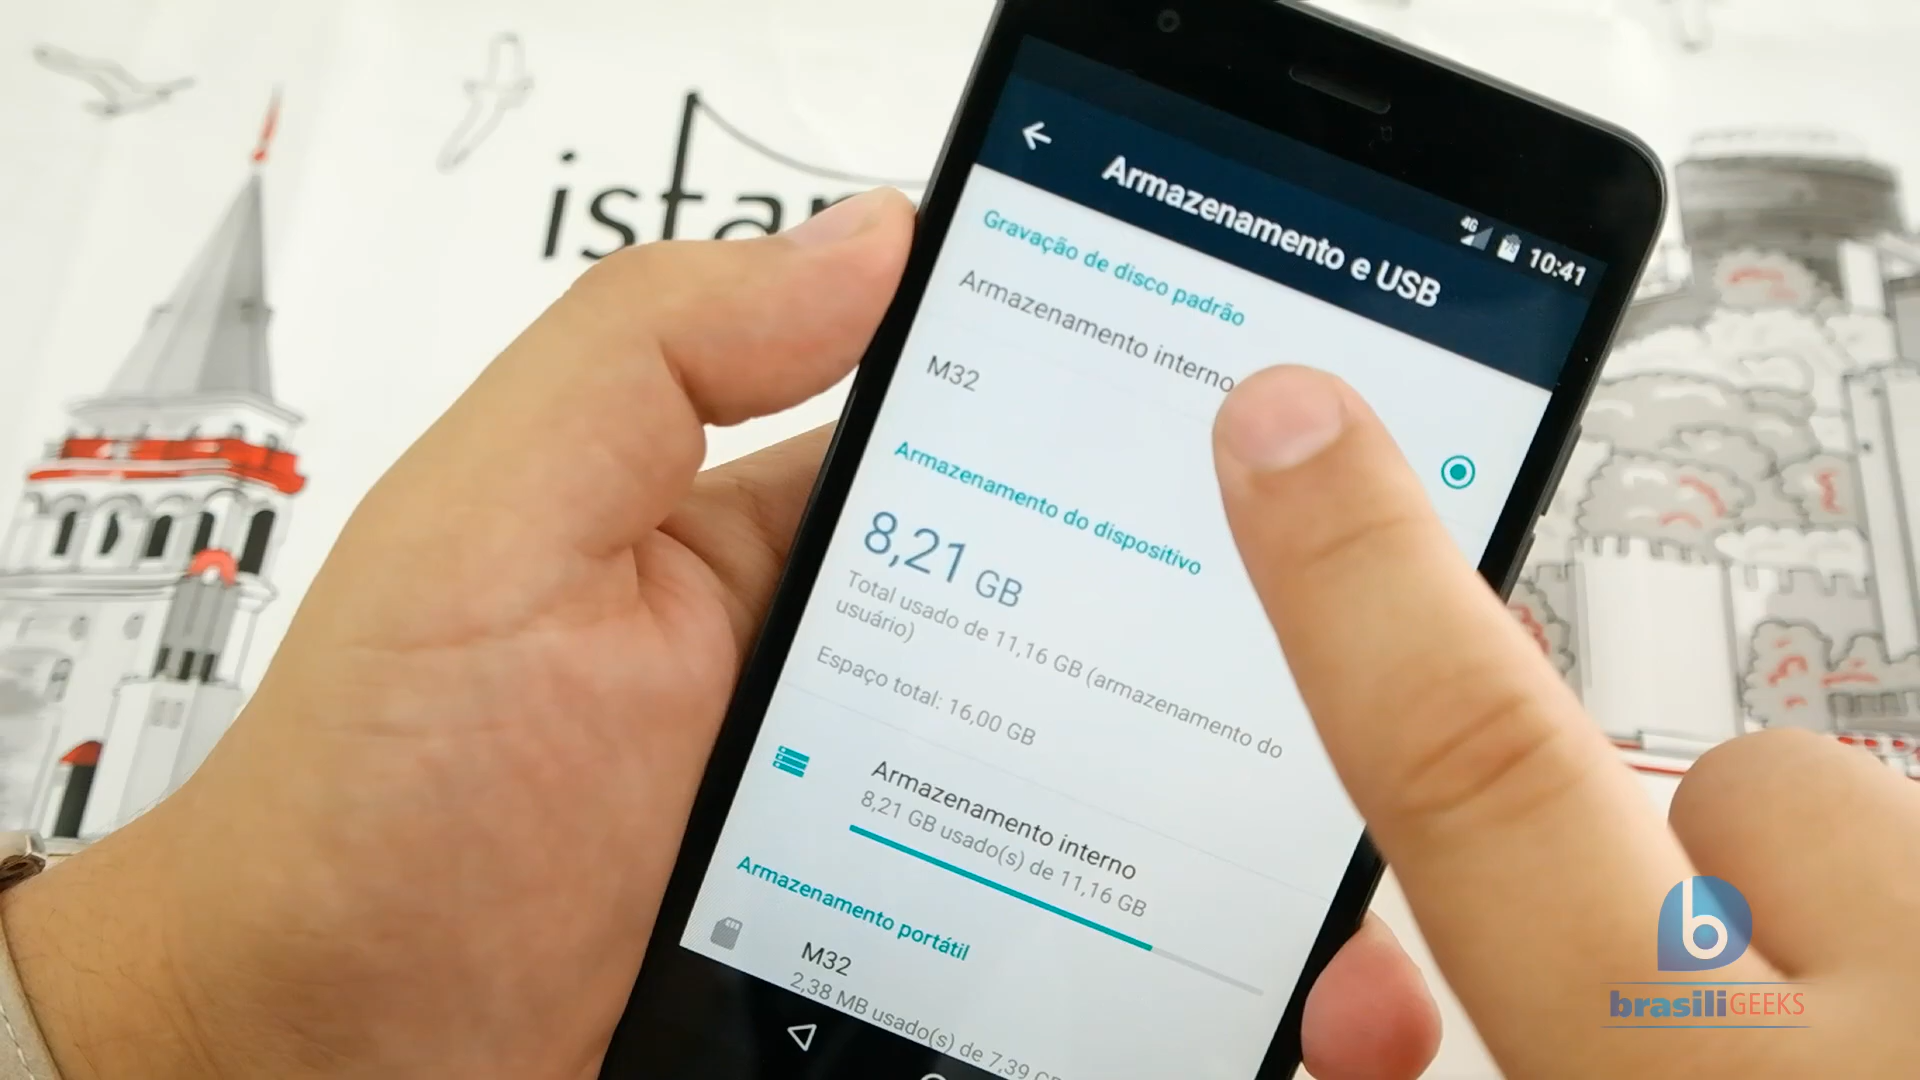 istan
4G 10:41
Armazenamento e USB
Gravação de disco padrão
Armazenamento interno
M32
Armazenamento do dispositivo
8,21 GB
Total usado de 11,16 GB (armazenamento do
usuário)
Espaço total: 16,00 GB
Armazenamento interno
8,21 GB usado(s) de 11,16 GB
Armazenamento portátil
M32
2,38 MB usado(s) de 7,39 GB
b
brasiliGEEKS